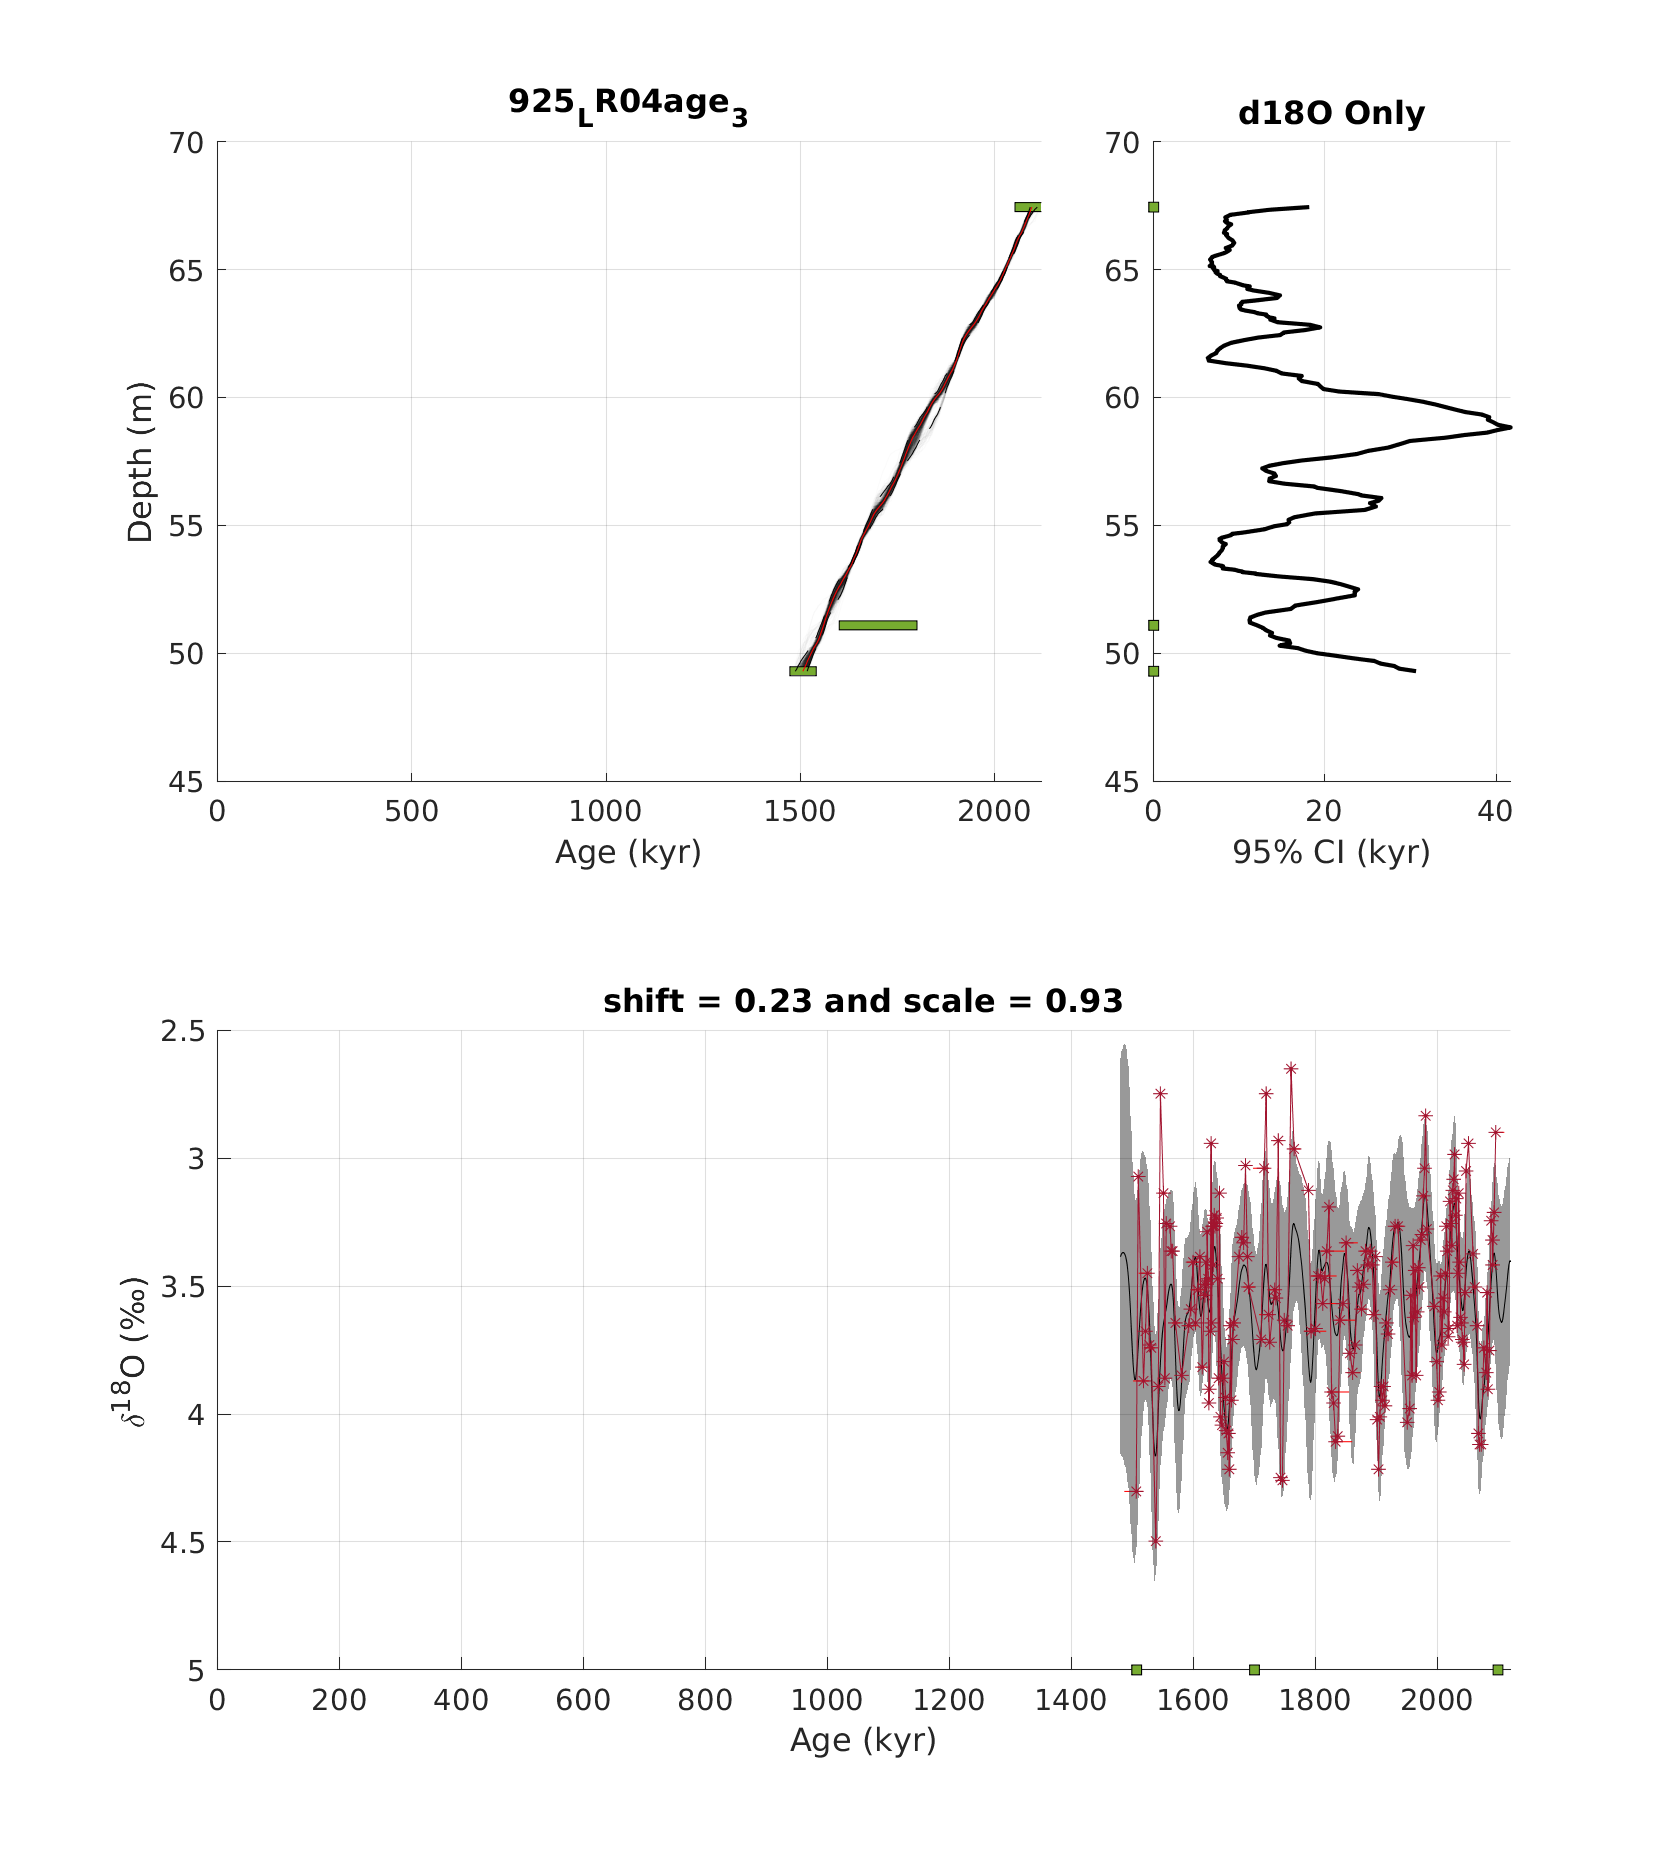 925LR04age3
d18O Only
70
65
60
55
50
45
Depth (m)
0 500 1000 1500 2000
Age (kyr)
70
65
60
55
50
45
0 20 40
95% CI (kyr)
shift = 0.23 and scale = 0.93
2.5
3
3.5
4
4.5
5
δ18O (‰)
0 200 400 600 800 1000 1200 1400 1600 1800 2000
Age (kyr)